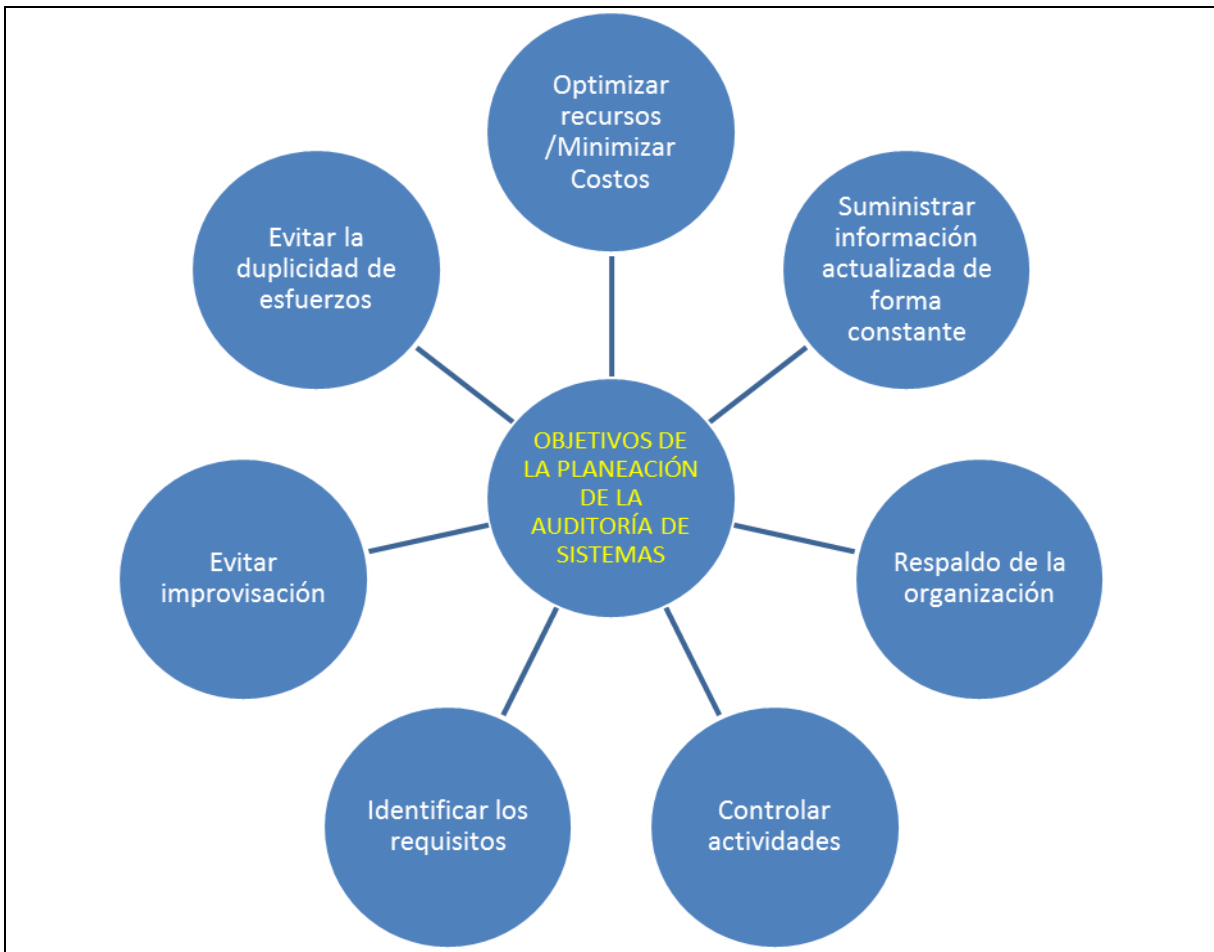 Optimizar
recursos
/Minimizar
Costos
Suministrar
información
actualizada de
forma
constante
Respaldo de la
organización
Controlar
actividades
Identificar los
requisitos
Evitar
improvisación
Evitar la
duplicidad de
esfuerzos
OBJETIVOS DE
LA PLANEACIÓN
DE LA
AUDITORÍA DE
SISTEMAS